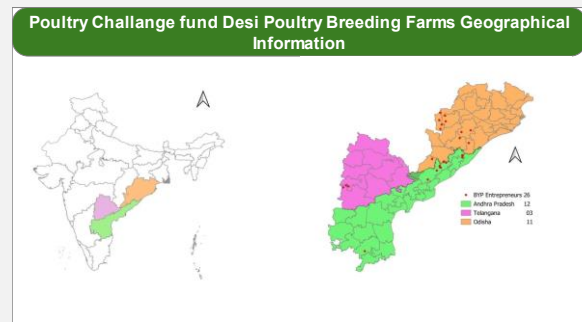 Poultry Challange fund Desi Poultry Breeding Farms Geographical
Information
BYP Entrepreneurs 26
Andhra Pradesh 12
Telangana 03
Odisha 11